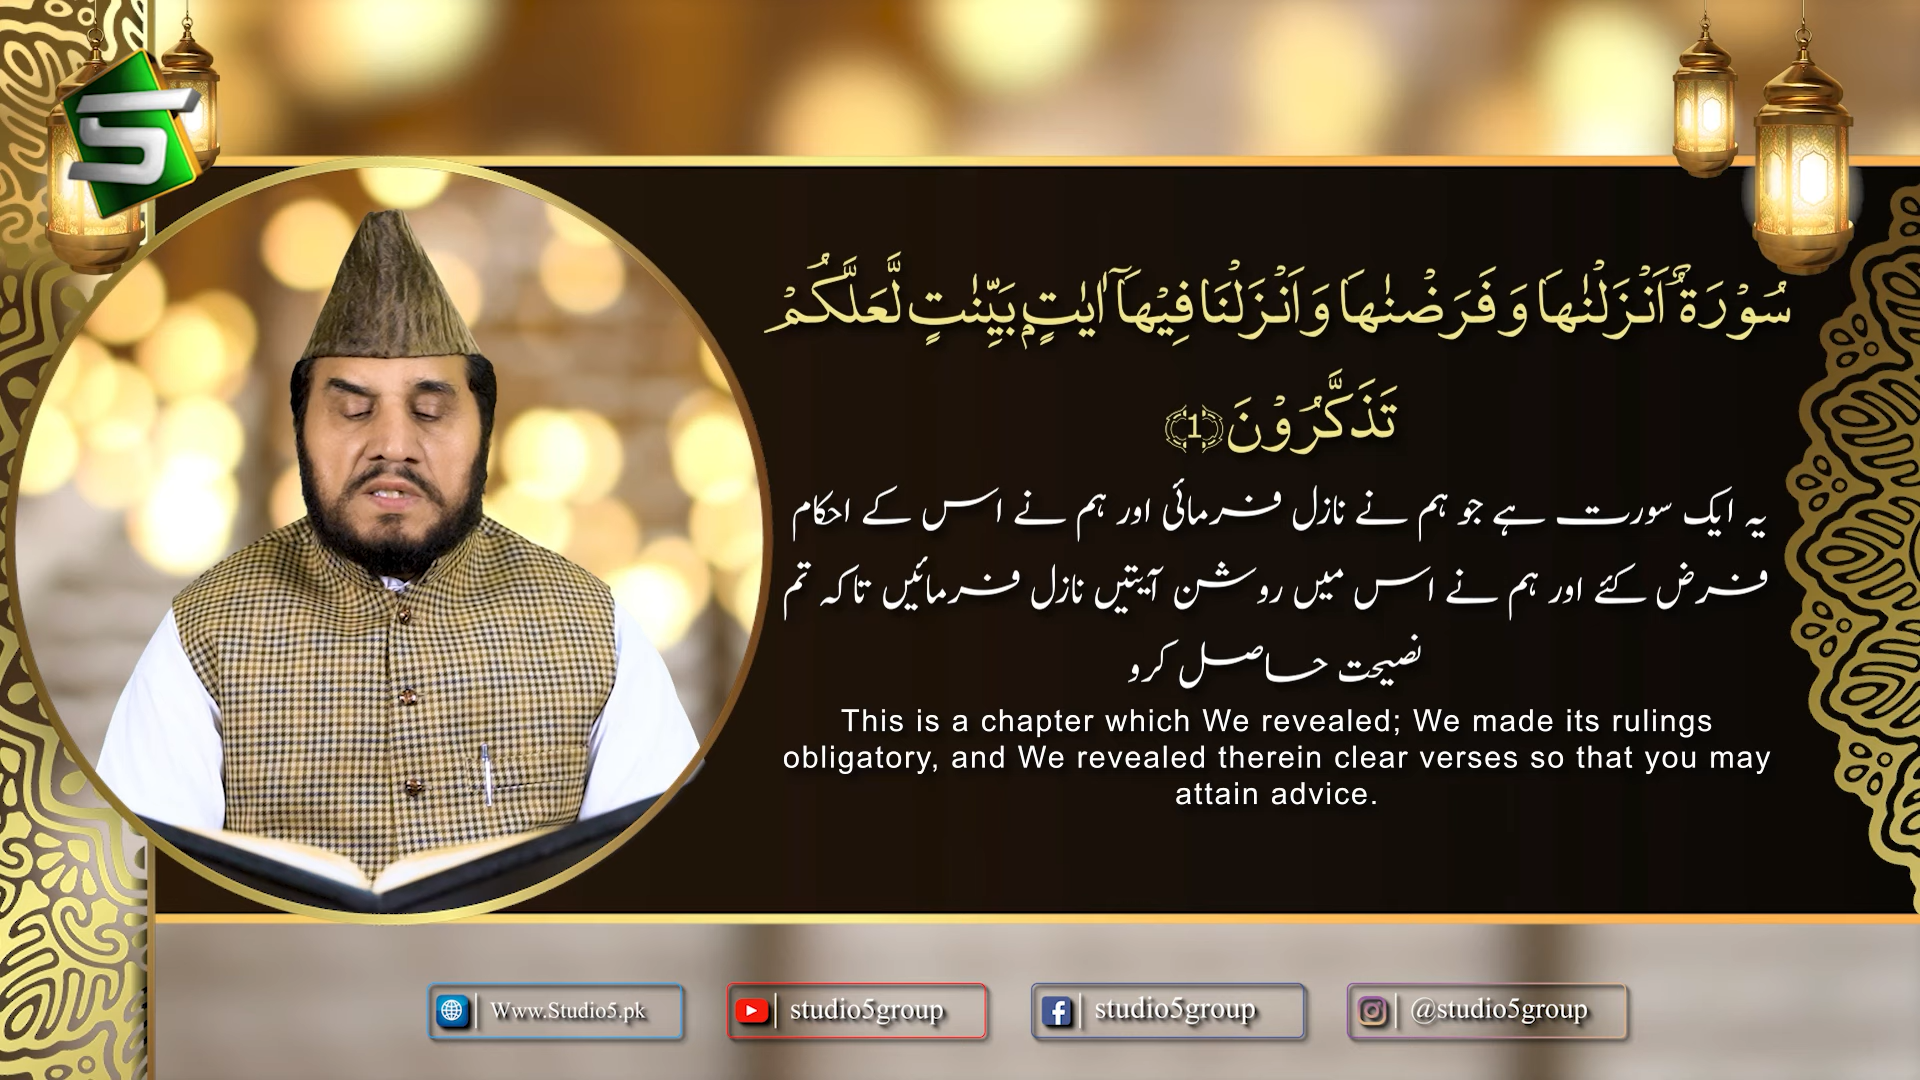 سُوْرَةٌ اَنْزَلْنٰهَا وَ فَرَضْنٰهَا وَ اَنْزَلْنَا فِیْهَاۤ اٰیٰتٍۭ بَیِّنٰتٍ لَّعَلَّكُمْ
تَذَكَّرُوْنَ ﴿1﴾
یہ ایک سورت ہے جو ہم نے نازل فرمائی اور ہم نے اس کے احکام
فرض کئے اور ہم نے اس میں روشن آیتیں نازل فرمائیں تاکہ تم
نصیحت حاصل کرو
This is a chapter which We revealed; We made its rulings
obligatory, and We revealed therein clear verses so that you may
attain advice.
Www.Studio5.pk
studio5group
studio5group
@studio5group